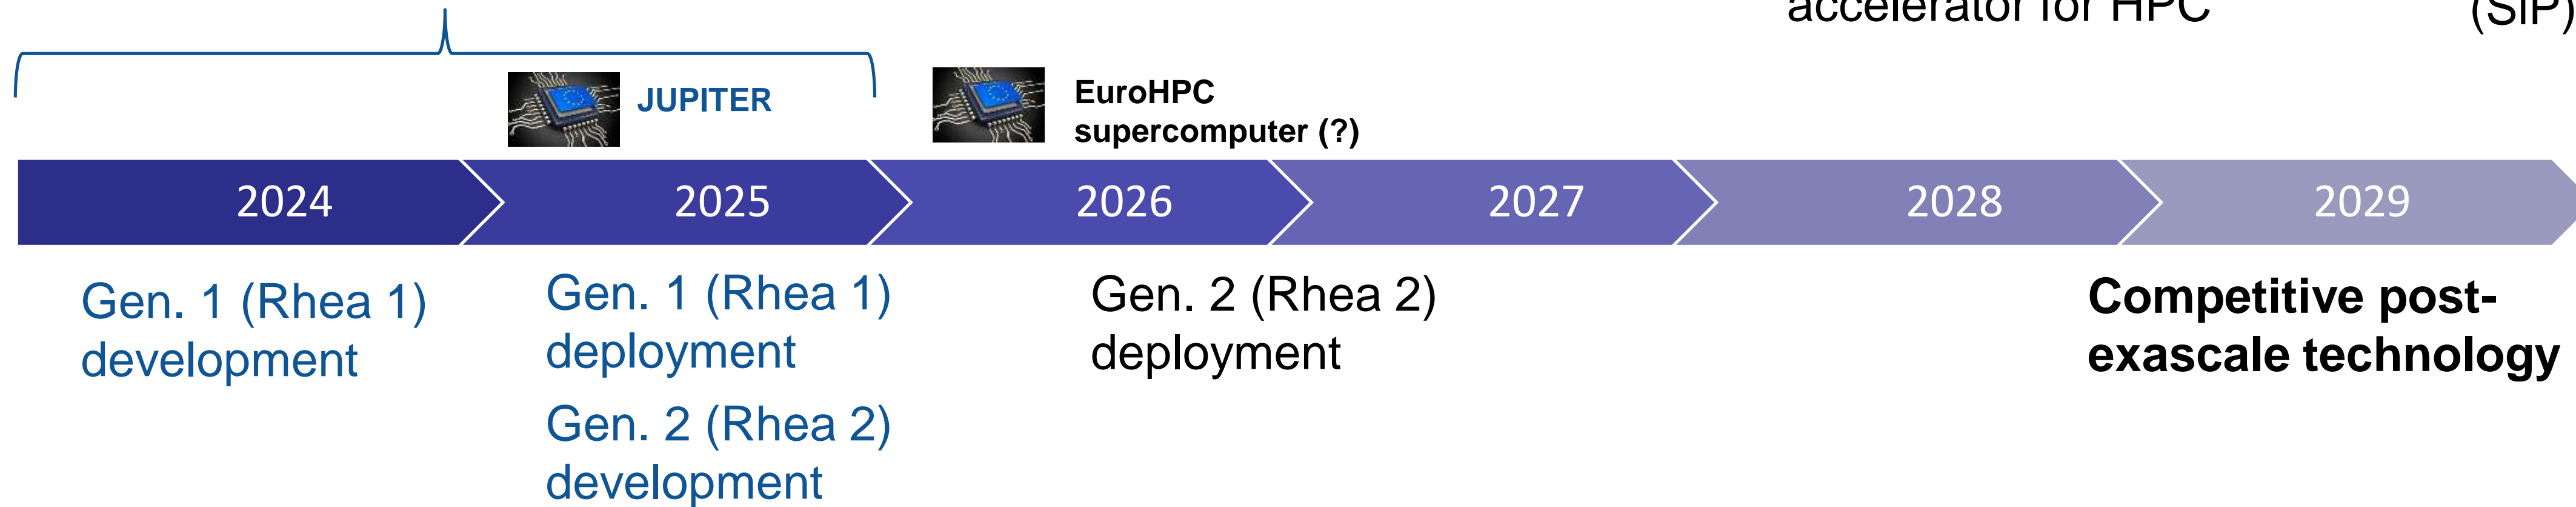 accelerator for HPC
(SiP)
JUPITER
EuroHPC
supercomputer (?)
2024
2025
2026
2027
2028
2029
Gen. 1 (Rhea 1)
development
Gen. 1 (Rhea 1)
deployment
Gen. 2 (Rhea 2)
development
Gen. 2 (Rhea 2)
deployment
Competitive post-
exascale technology